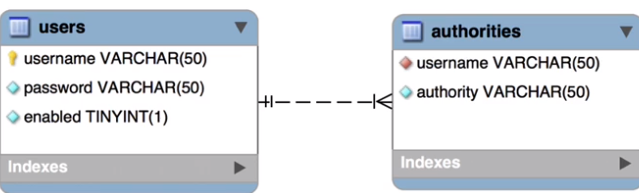 users
username VARCHAR(50)
password VARCHAR(50)
enabled TINYINT(1)
Indexes
authorities
username VARCHAR(50)
authority VARCHAR(50)
Indexes